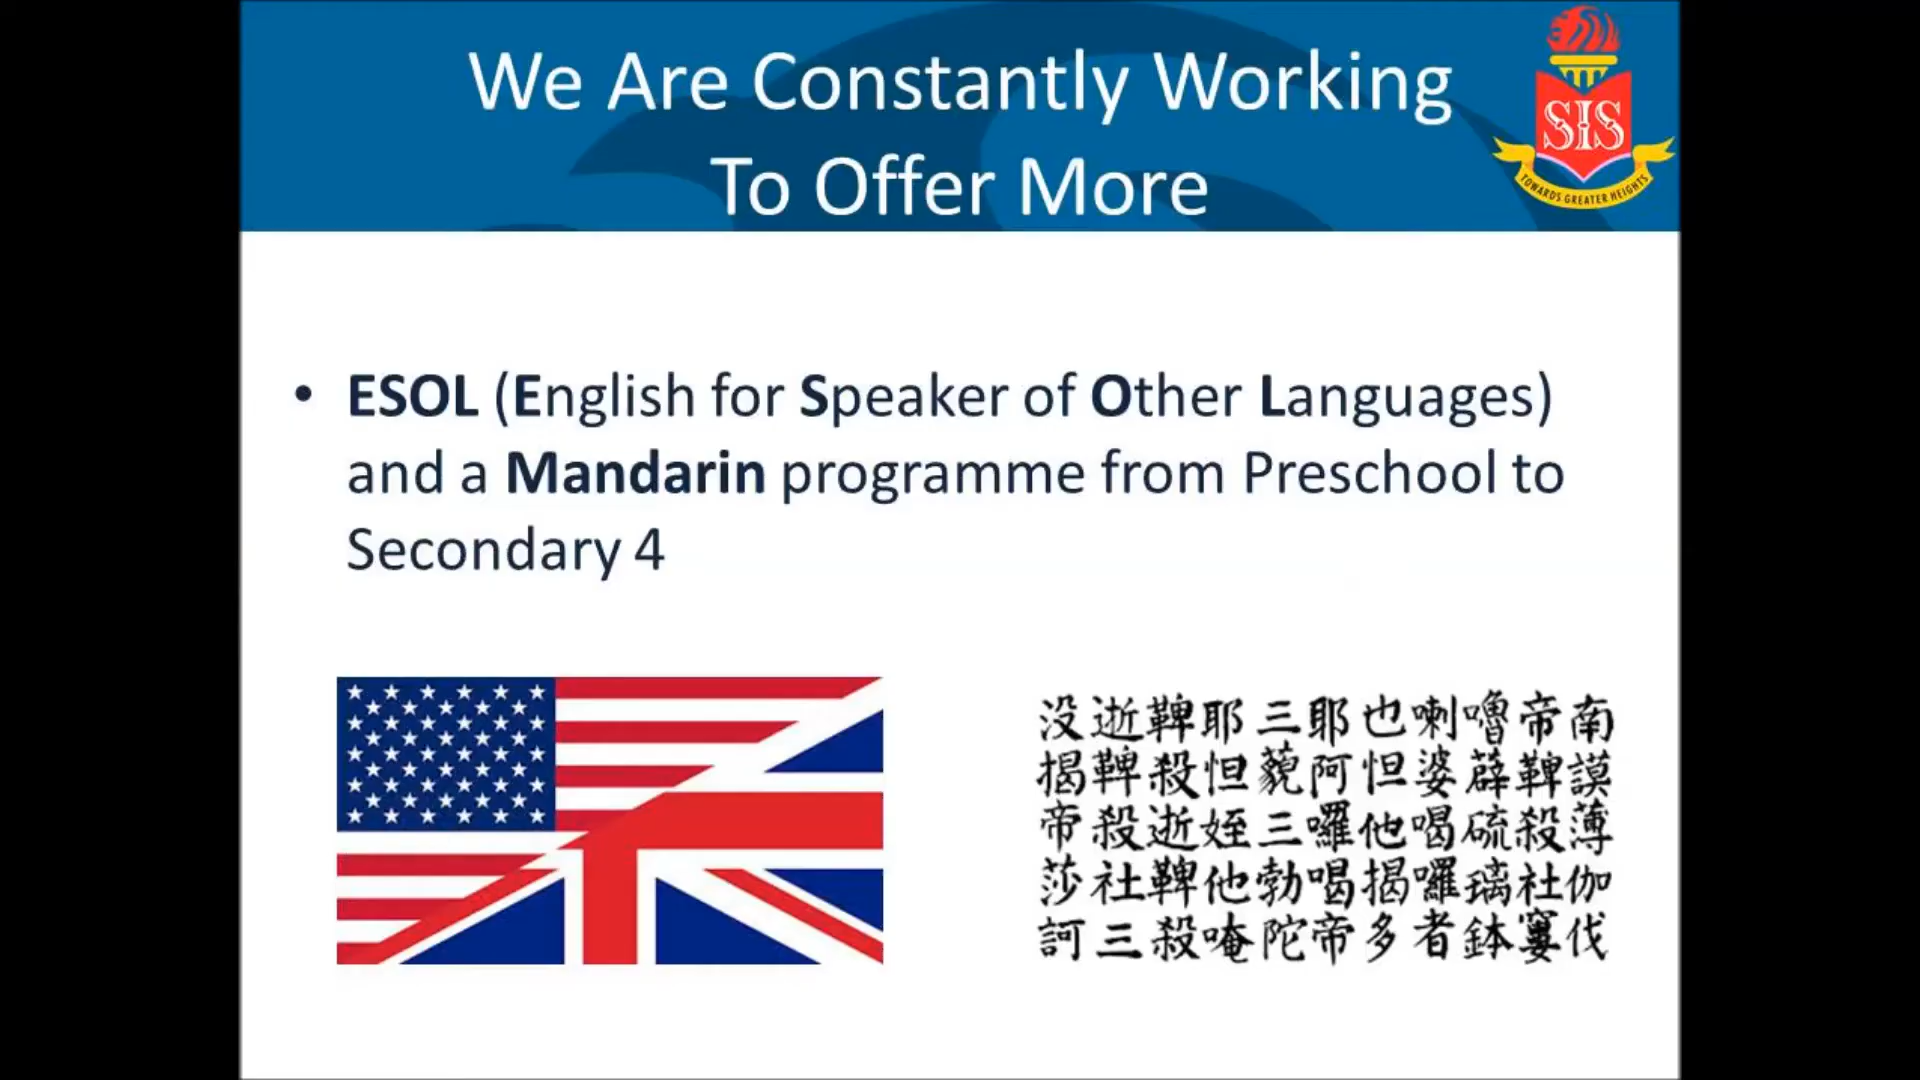 We Are Constantly Working
To Offer More
SIS
TOWARDS GREATER HEIGHTS
• ESOL (English for Speaker of Other Languages)
and a Mandarin programme from Preschool to
Secondary 4
南謨薄伽伐
帝鞞殺社窶
嚕薜硫璃鉢
喇婆喝囉者
也怛他揭多
耶阿囉喝帝
三藐三勃陀
耶怛姪他唵
鞞殺逝鞞殺
逝鞞殺社三
没揭帝莎訶